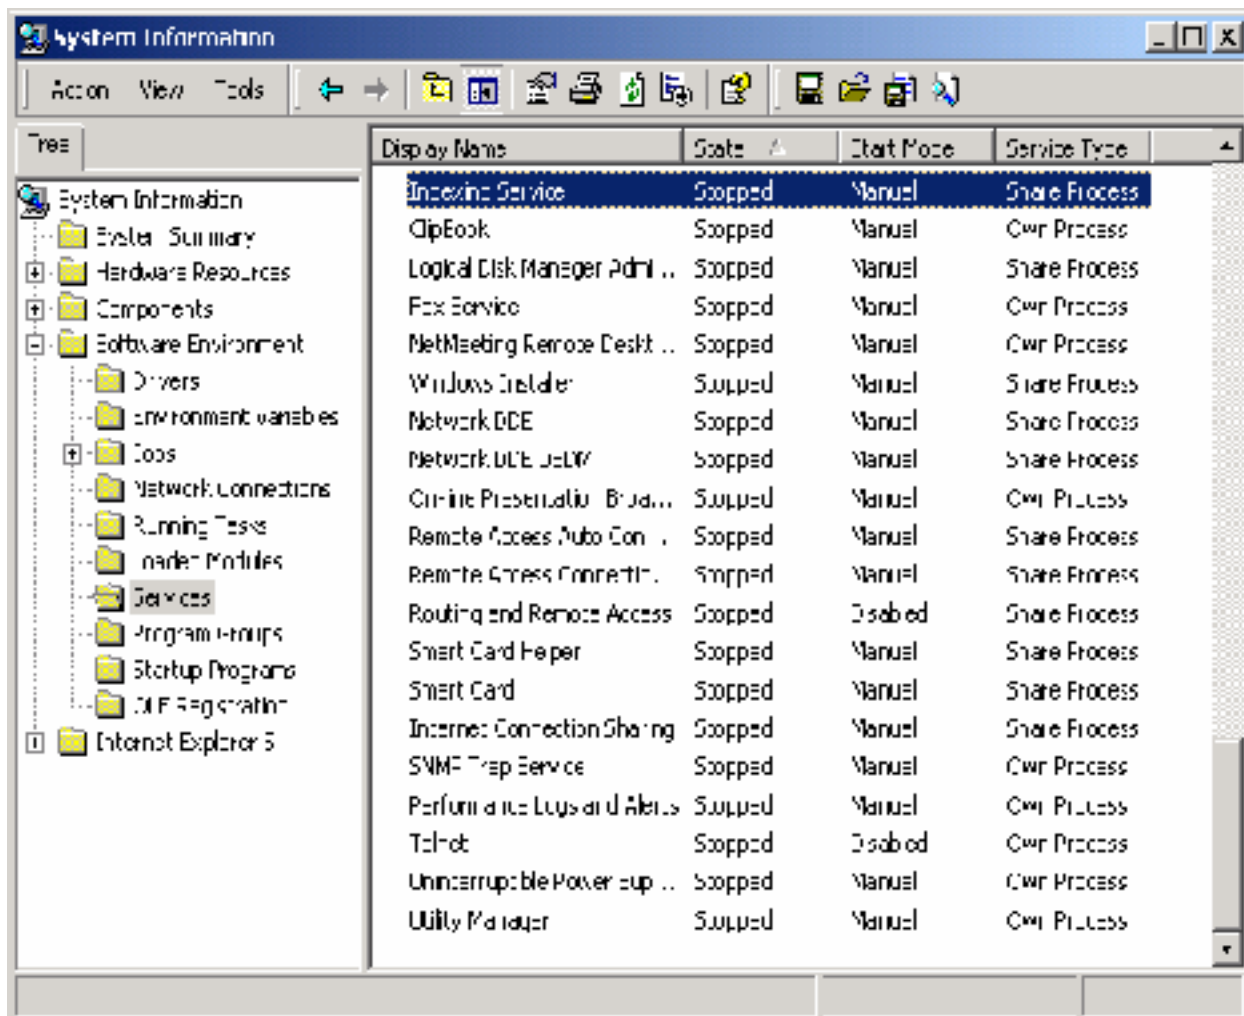 System Information
Action View Tools
Tree
Display Name State Start Mode Service Type
System Information
System Summary
Hardware Resources
Components
Software Environment
Drivers
Environment Variables
Jobs
Network Connections
Running Tasks
Loaded Modules
Services
Program Groups
Startup Programs
OLE Registration
Internet Explorer 5
Indexing Service Stopped Manual Share Process
ClipBook Stopped Manual Own Process
Logical Disk Manager Admi... Stopped Manual Share Process
Fax Service Stopped Manual Own Process
NetMeeting Remote Deskt... Stopped Manual Own Process
Windows Installer Stopped Manual Share Process
Network DDE Stopped Manual Share Process
Network DDE DSDM Stopped Manual Share Process
On-line Presentation Broa... Stopped Manual Own Process
Remote Access Auto Con... Stopped Manual Share Process
Remote Access Connectio... Stopped Manual Share Process
Routing and Remote Access Stopped Disabled Share Process
Smart Card Helper Stopped Manual Share Process
Smart Card Stopped Manual Share Process
Internet Connection Sharing Stopped Manual Share Process
SNMP Trap Service Stopped Manual Own Process
Performance Logs and Alerts Stopped Manual Own Process
Telnet Stopped Disabled Own Process
Uninterruptible Power Sup... Stopped Manual Own Process
Utility Manager Stopped Manual Own Process